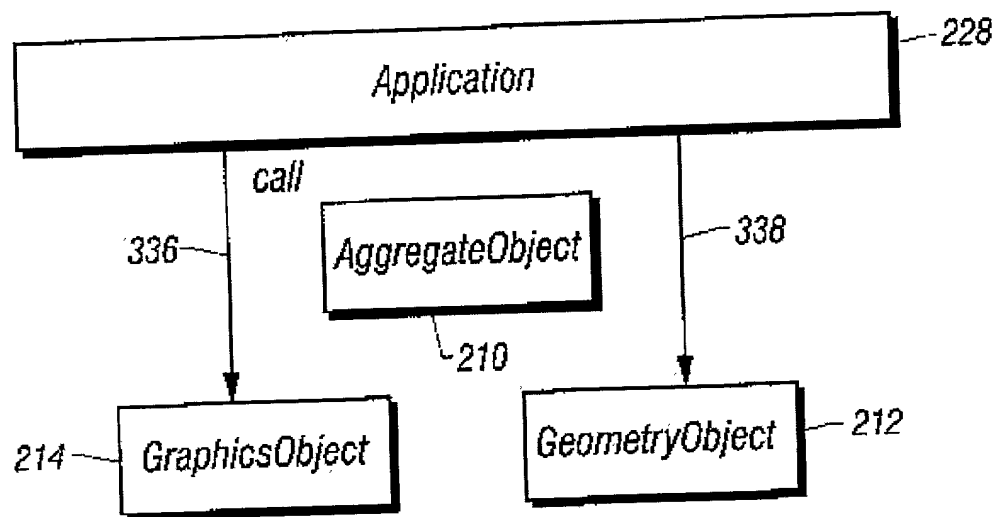 228
Application
call
336
AggregateObject
338
210
214
GraphicsObject
GeometryObject
212